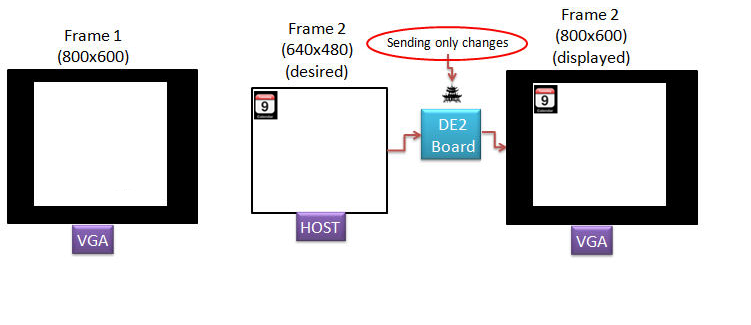 Frame 1
(800x600)
VGA
Frame 2
(640x480)
(desired)
9
HOST
Sending only changes
DE2
Board
Frame 2
(800x600)
(displayed)
9
VGA